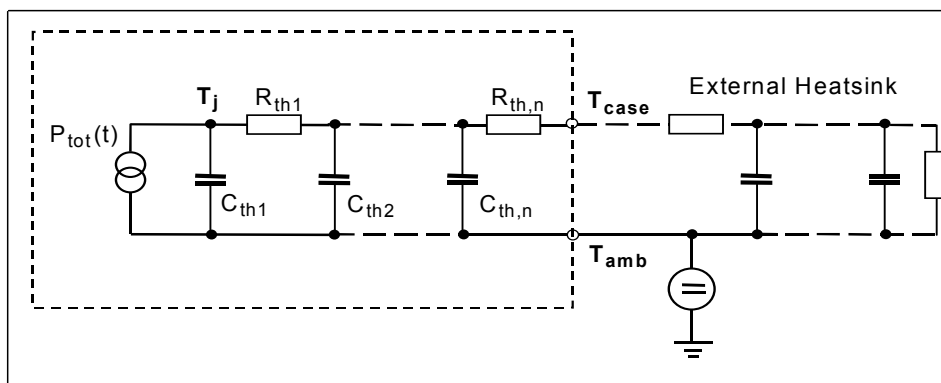 External Heatsink
T_j
R_th1
R_th,n
T_case
P_tot(t)
C_th1
C_th2
C_th,n
T_amb